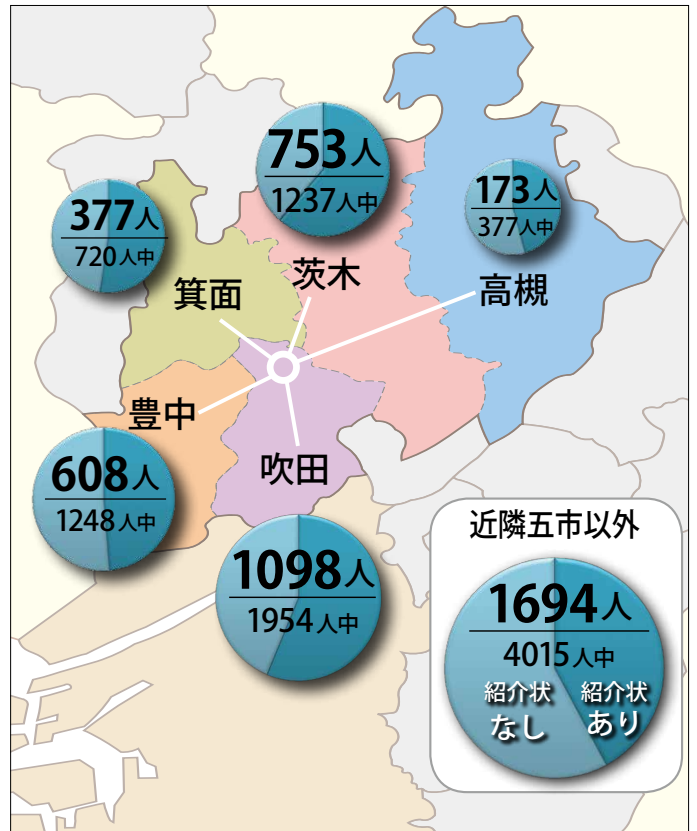 753人
1237人中
173人
377人中
377人
720人中
茨木
高槻
箕面
豊中
吹田
608人
1248人中
1098人
1954人中
近隣五市以外
1694人
4015人中
紹介状
なし
紹介状
あり